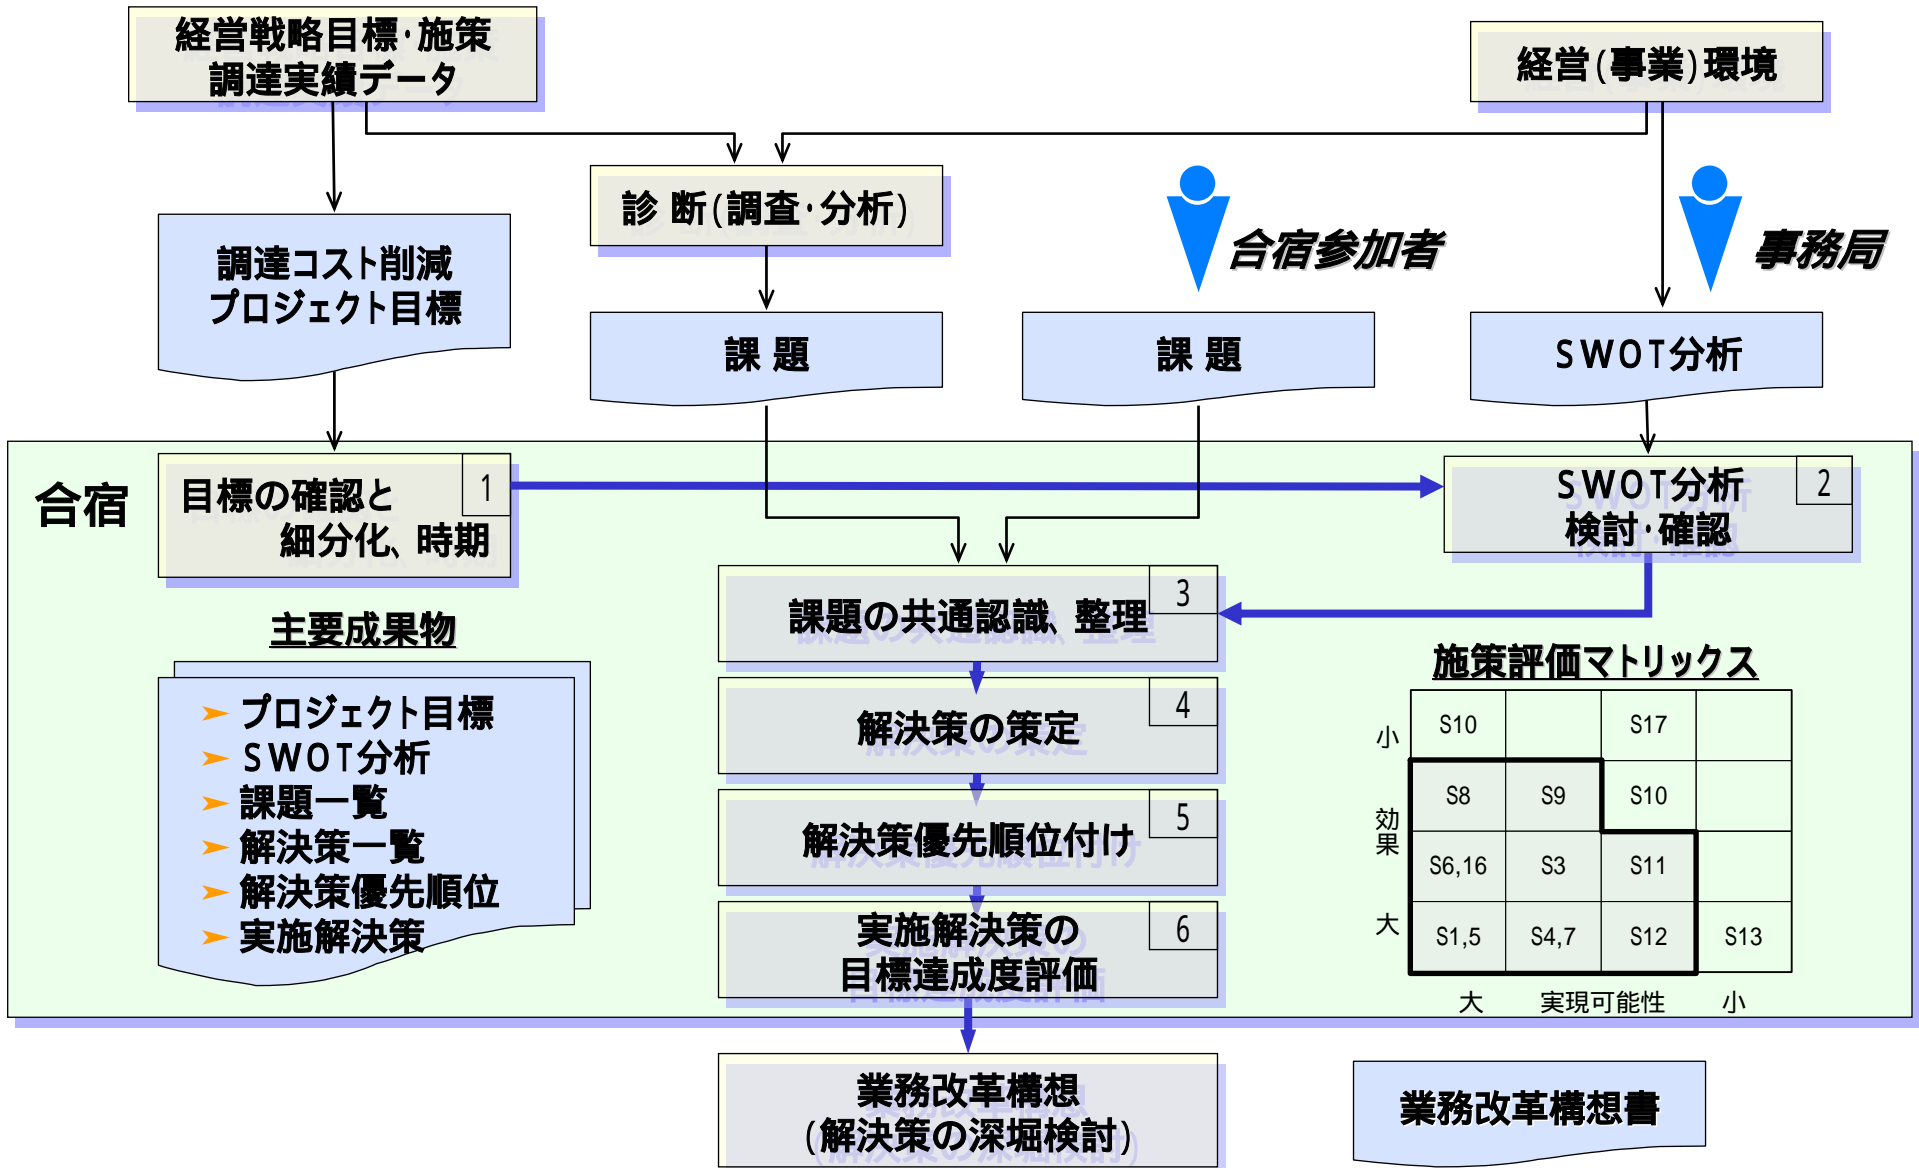 経営戦略目標・施策
調達実績データ
経営(事業)環境
診 断(調査・分析)
合宿参加者
事務局
調達コスト削減
プロジェクト目標
課 題
課 題
SWOT分析
合宿
目標の確認と
細分化、時期
1
SWOT分析
検討・確認
2
課題の共通認識、整理
3
解決策の策定
4
解決策優先順位付け
5
実施解決策の
目標達成度評価
6
主要成果物
➢ プロジェクト目標
➢ SWOT分析
➢ 課題一覧
➢ 解決策一覧
➢ 解決策優先順位
➢ 実施解決策
施策評価マトリックス
小
効果
大
S10 S17
S8 S9 S10
S6,16 S3 S11
S1,5 S4,7 S12 S13
大 実現可能性 小
業務改革構想
(解決策の深堀検討)
業務改革構想書